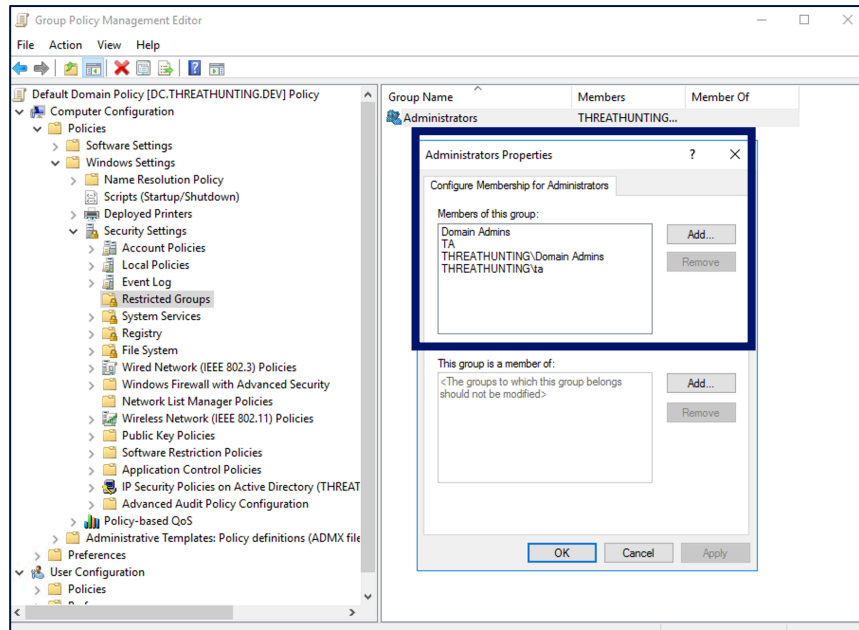 Group Policy Management Editor
File Action View Help
Default Domain Policy [DC.THREATHUNTING.DEV] Policy
Computer Configuration
Policies
Software Settings
Windows Settings
Name Resolution Policy
Scripts (Startup/Shutdown)
Deployed Printers
Security Settings
Account Policies
Local Policies
Event Log
Restricted Groups
System Services
Registry
File System
Wired Network (IEEE 802.3) Policies
Windows Firewall with Advanced Security
Network List Manager Policies
Wireless Network (IEEE 802.11) Policies
Public Key Policies
Software Restriction Policies
Application Control Policies
IP Security Policies on Active Directory (THREAT
Advanced Audit Policy Configuration
Policy-based QoS
Administrative Templates: Policy definitions (ADMX file
Preferences
User Configuration
Policies
Group Name Members Member Of
Administrators THREATHUNTING...
Administrators Properties ?
Configure Membership for Administrators
Members of this group:
Domain Admins
TA
THREATHUNTING\Domain Admins
THREATHUNTING\ta
Add...
Remove
This group is a member of:
<The groups to which this group belongs
should not be modified>
Add...
Remove
OK Cancel Apply